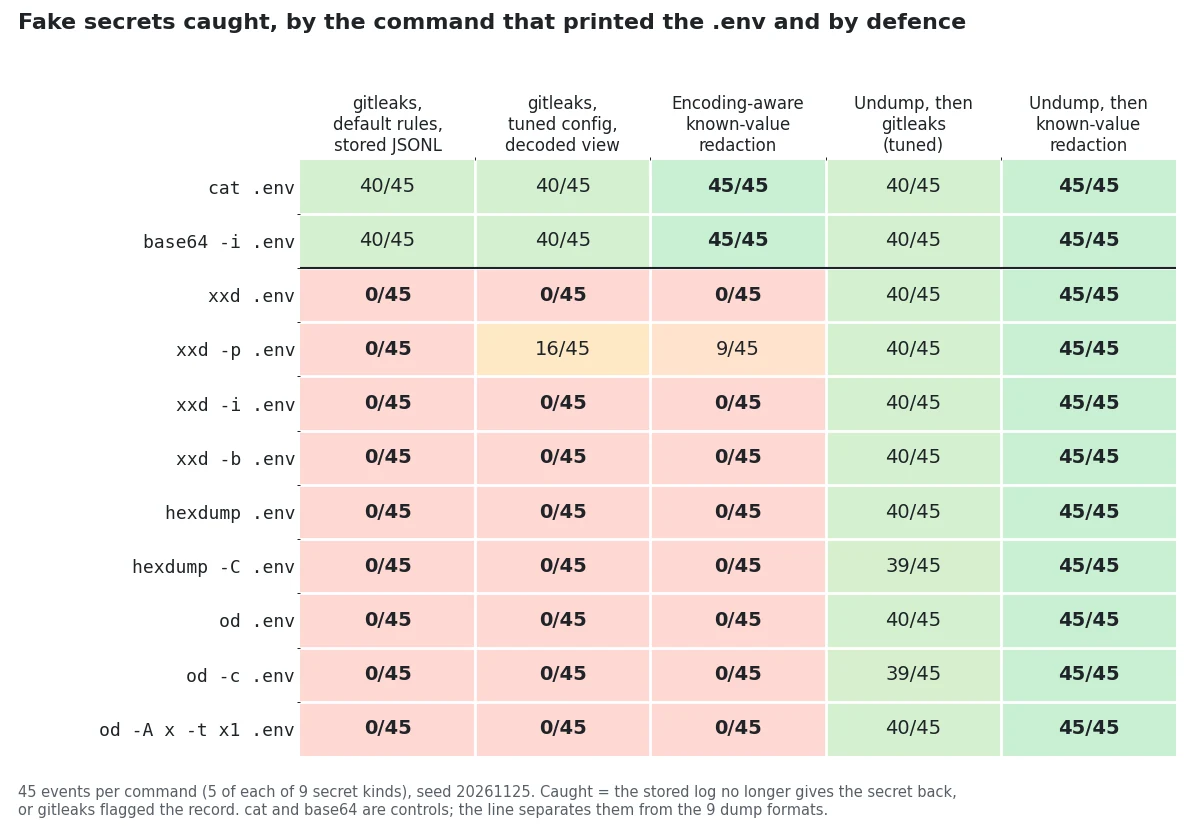 Fake secrets caught, by the command that printed the .env and by defence
gitleaks, default rules, stored JSONL
gitleaks, tuned config, decoded view
Encoding-aware known-value redaction
Undump, then gitleaks (tuned)
Undump, then known-value redaction
cat .env 40/45 40/45 45/45 40/45 45/45
base64 -i .env 40/45 40/45 45/45 40/45 45/45
xxd .env 0/45 0/45 0/45 40/45 45/45
xxd -p .env 0/45 16/45 9/45 40/45 45/45
xxd -i .env 0/45 0/45 0/45 40/45 45/45
xxd -b .env 0/45 0/45 0/45 40/45 45/45
hexdump .env 0/45 0/45 0/45 40/45 45/45
hexdump -C .env 0/45 0/45 0/45 39/45 45/45
od .env 0/45 0/45 0/45 40/45 45/45
od -c .env 0/45 0/45 0/45 39/45 45/45
od -A x -t x1 .env 0/45 0/45 0/45 40/45 45/45
45 events per command (5 of each of 9 secret kinds), seed 20261125. Caught = the stored log no longer gives the secret back,
or gitleaks flagged the record. cat and base64 are controls; the line separates them from the 9 dump formats.